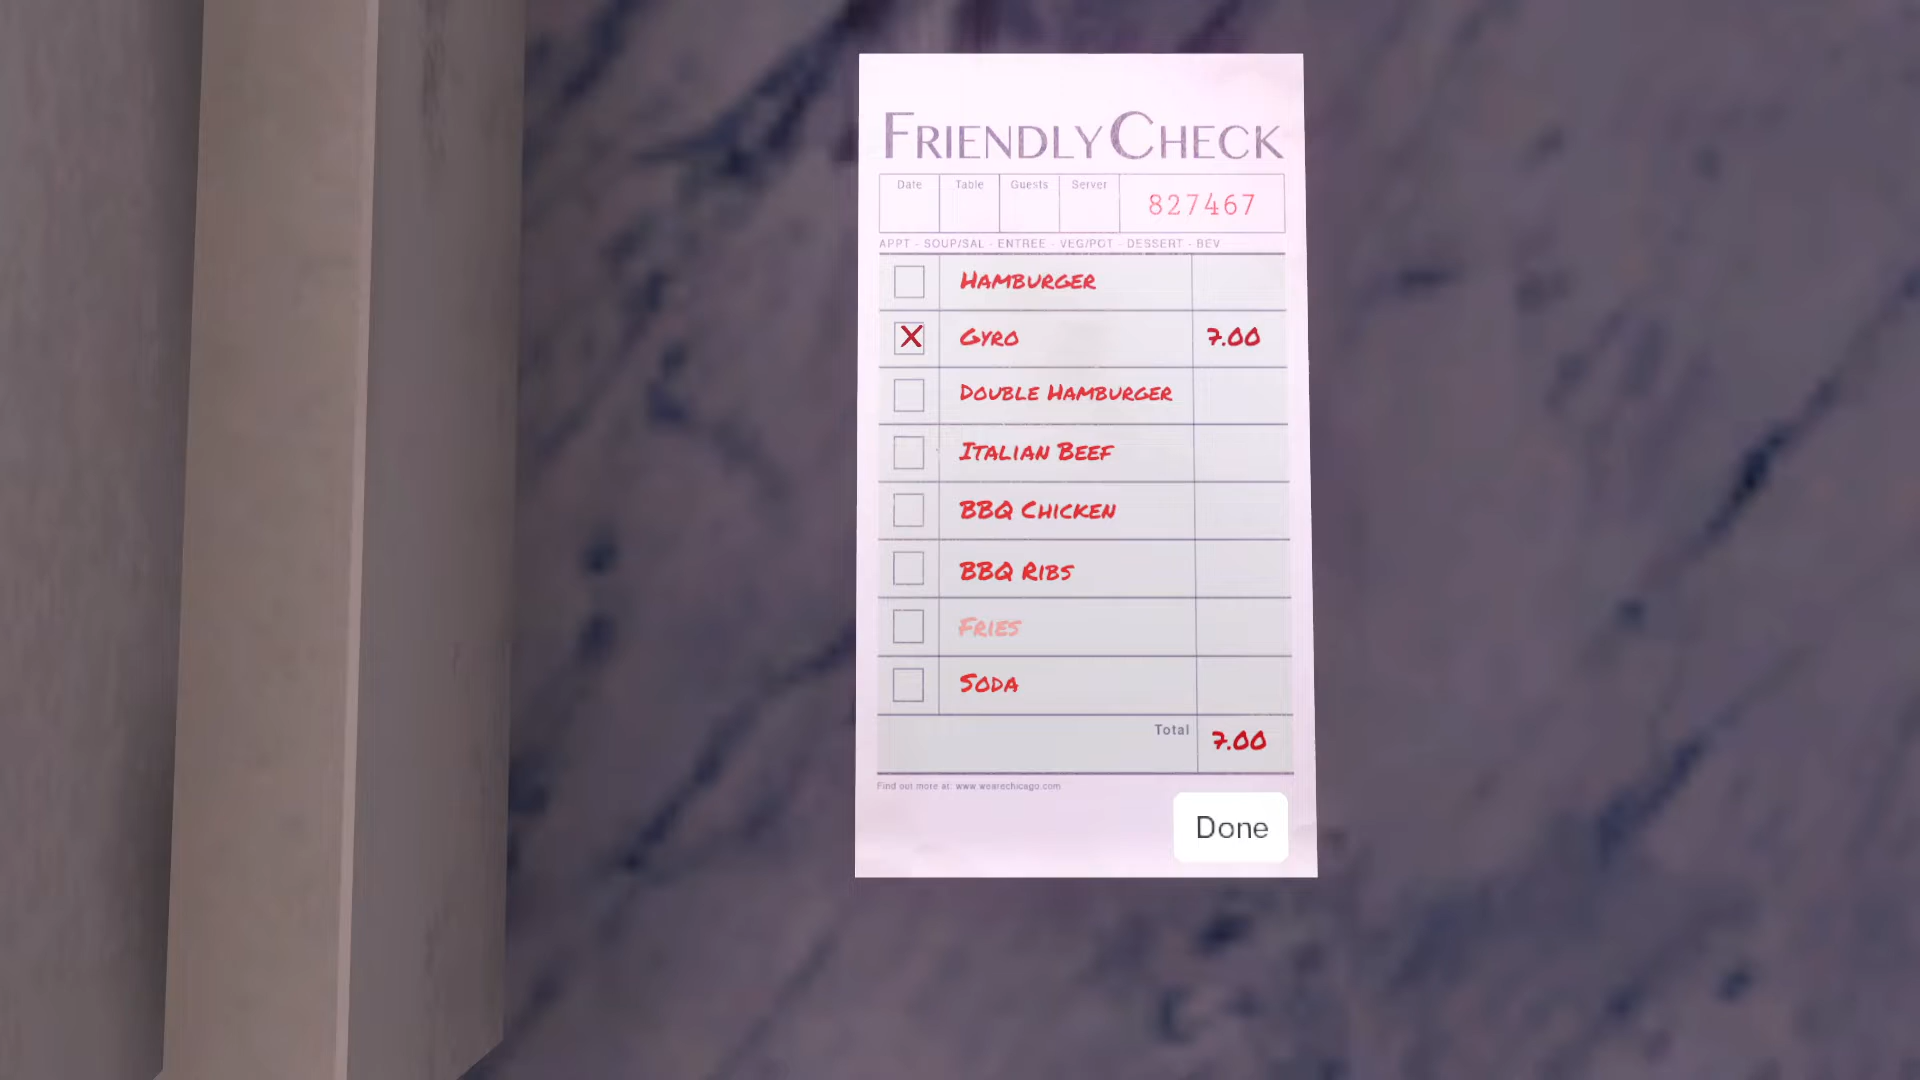 FRIENDLYCHECK
Date Table Guests Server 827467
APPT - SOUP/SAL - ENTREE - VEG/POT - DESSERT - BEV
HAMBURGER
X GYRO 7.00
DOUBLE HAMBURGER
ITALIAN BEEF
BBQ CHICKEN
BBQ RIBS
FRIES
SODA
Total 7.00
Find out more at: www.wearechicago.com
Done